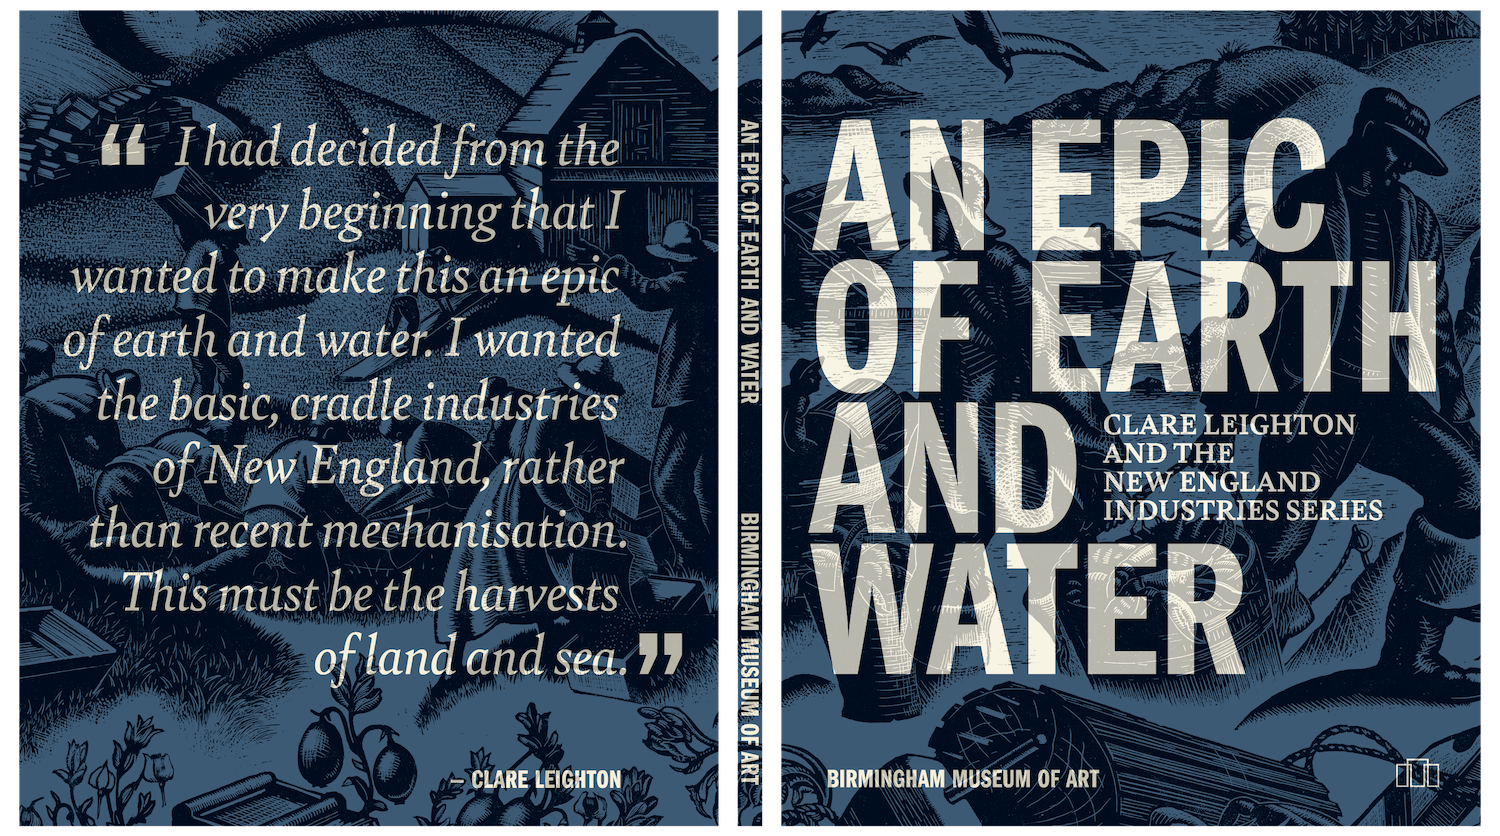 “ I had decided from the
very beginning that I
wanted to make this an epic
of earth and water. I wanted
the basic, cradle industries
of New England, rather
than recent mechanisation.
This must be the harvests
of land and sea. ”
– CLARE LEIGHTON
AN EPIC OF EARTH AND WATER
BIRMINGHAM MUSEUM OF ART
AN EPIC
OF EARTH
AND
WATER
CLARE LEIGHTON
AND THE
NEW ENGLAND
INDUSTRIES SERIES
BIRMINGHAM MUSEUM OF ART